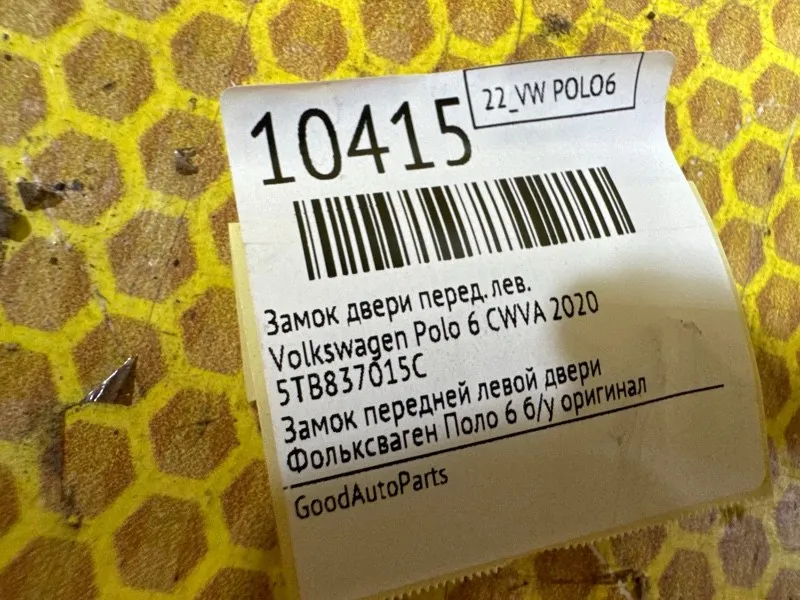 22_VW POLO6
10415
Замок двери перед.лев.
Volkswagen Polo 6 CWVA 2020
5TB837015C
Замок передней левой двери
Фольксваген Поло 6 б/у оригинал
GoodAutoParts